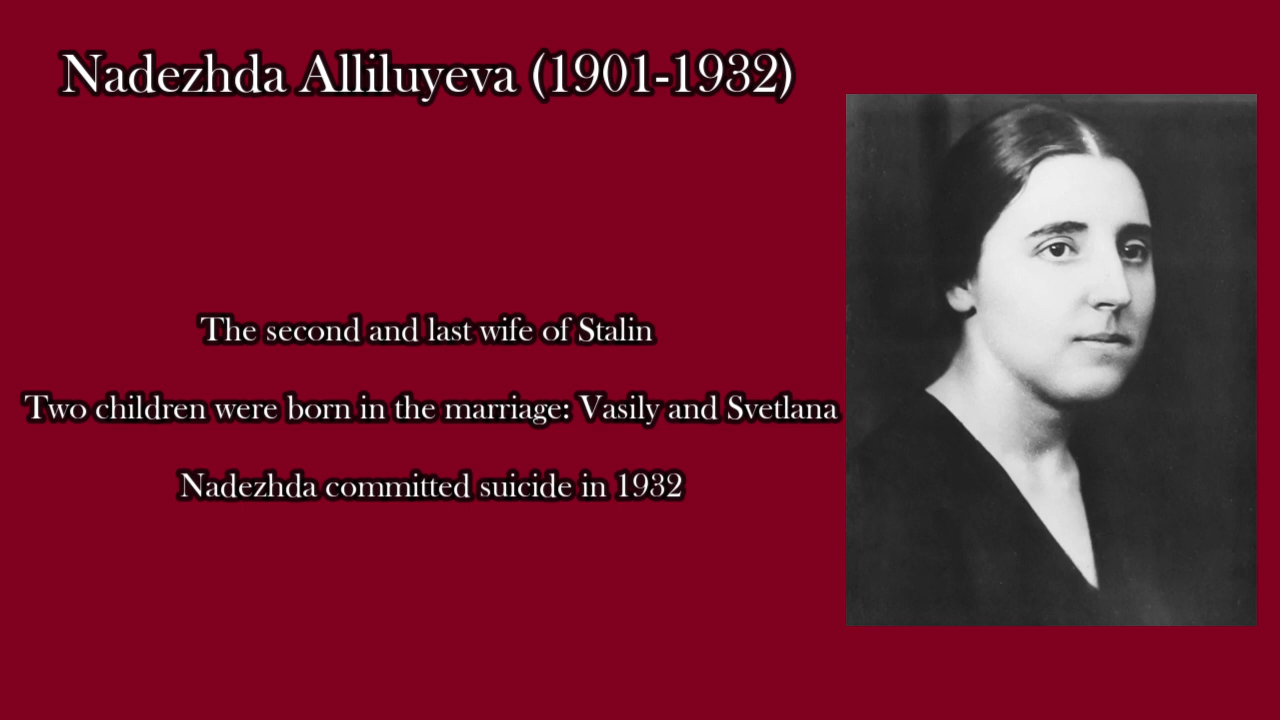 Nadezhda Alliluyeva (1901-1932)
The second and last wife of Stalin
Two children were born in the marriage: Vasily and Svetlana
Nadezhda committed suicide in 1932